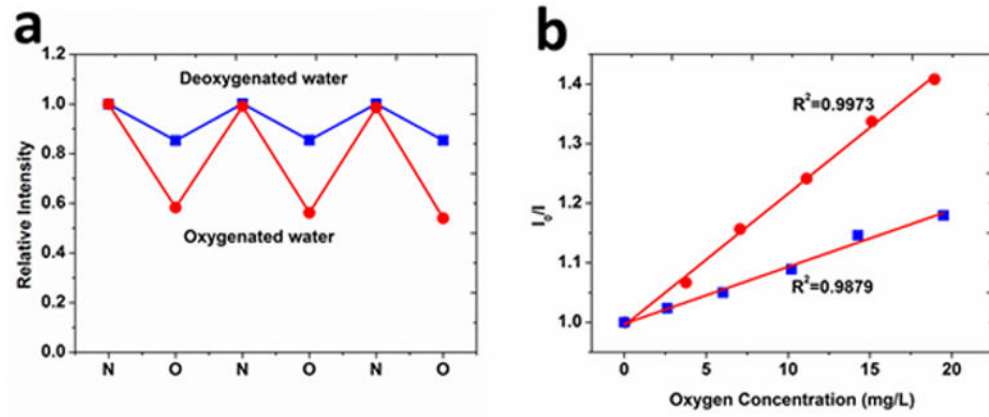 a
1.2
1.0
0.8
0.6
0.4
0.2
0.0
Relative Intensity
Deoxygenated water
Oxygenated water
N O N O N O
b
1.4
1.3
1.2
1.1
1.0
I₀/I
R²=0.9973
R²=0.9879
0 5 10 15 20
Oxygen Concentration (mg/L)